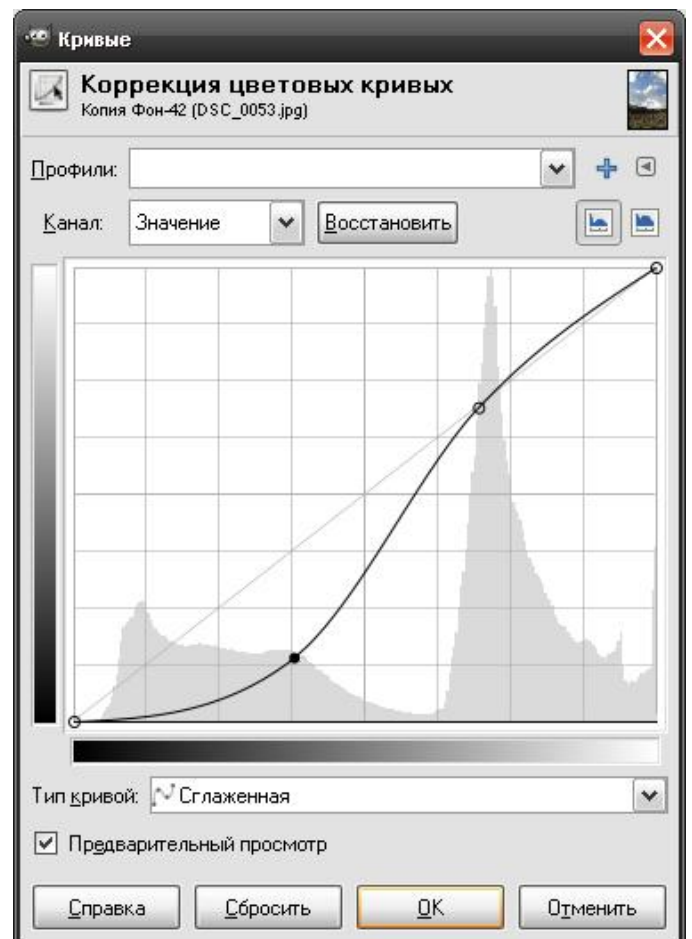 Кривые
Коррекция цветовых кривых
Копия Фон-42 (DSC_0053.jpg)
Профили:
Канал: Значение Восстановить
Тип кривой: Сглаженная
Предварительный просмотр
Справка Сбросить OK Отменить